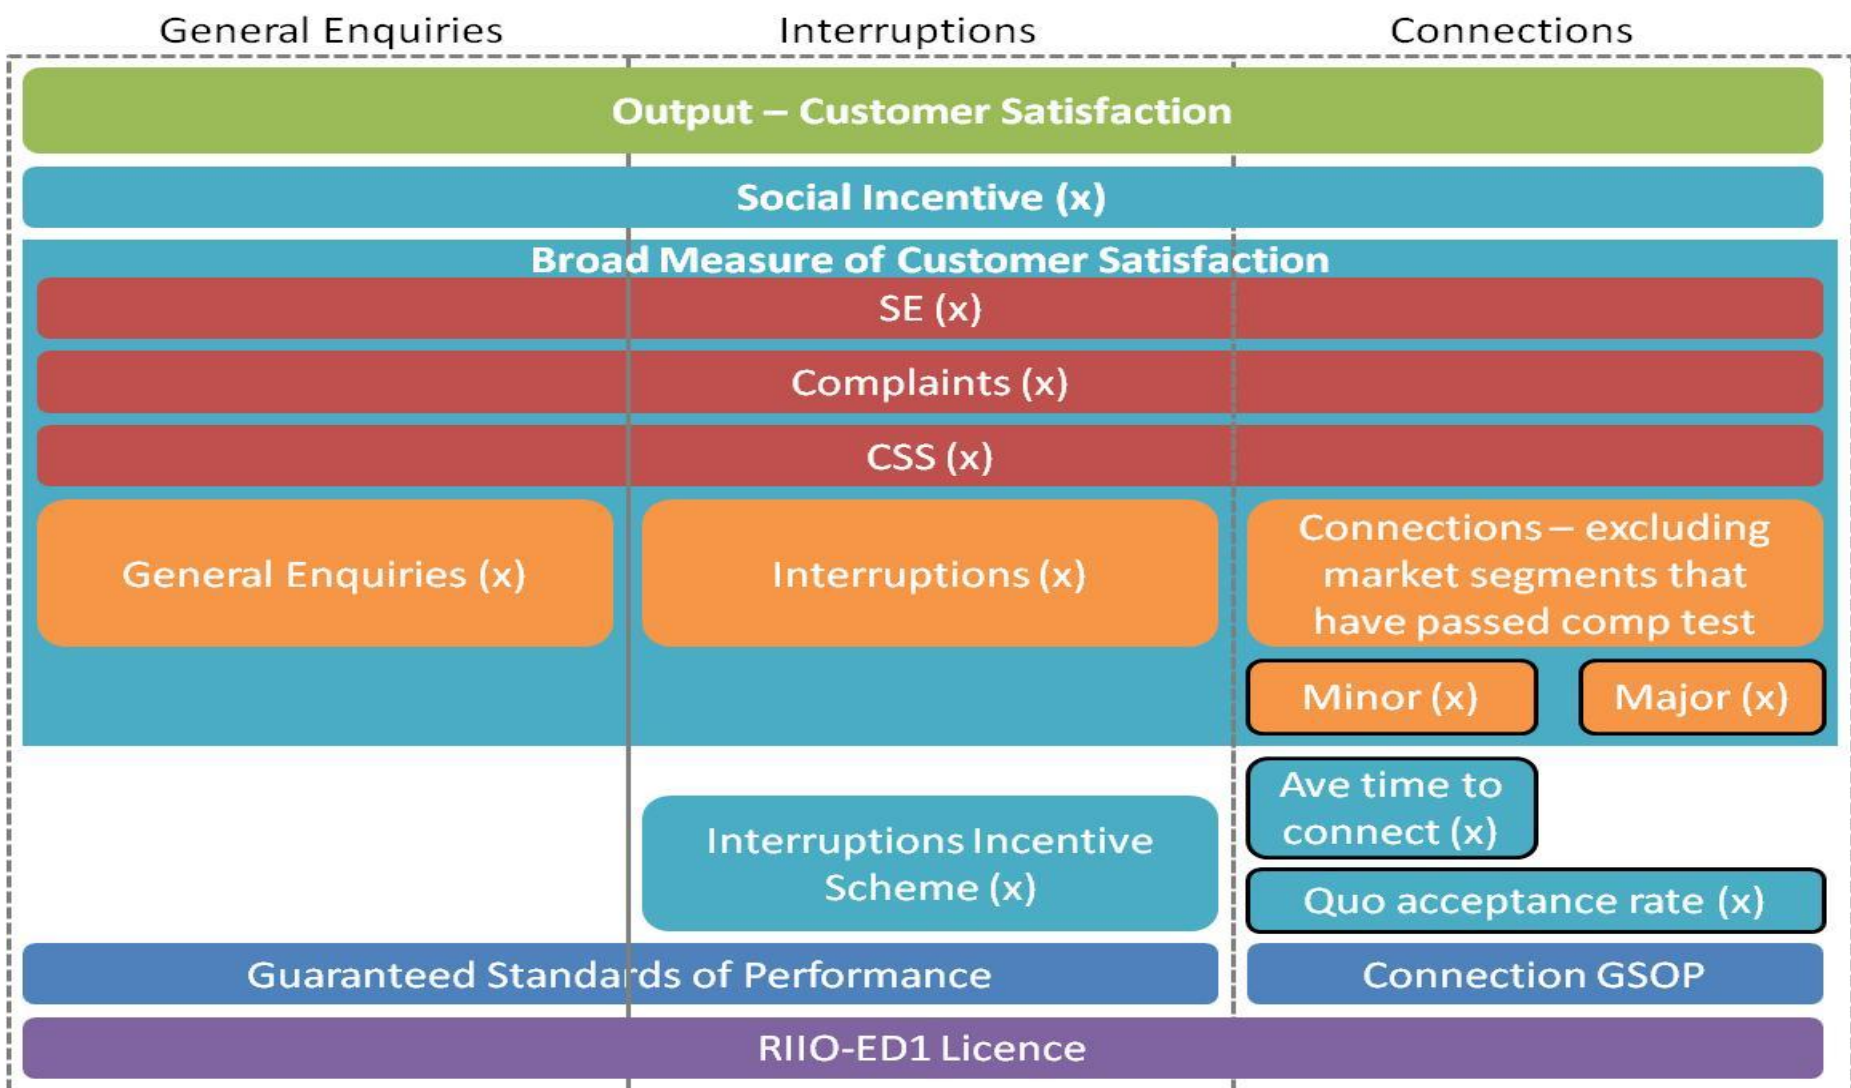 General Enquiries
Interruptions
Connections
Output – Customer Satisfaction
Social Incentive (x)
Broad Measure of Customer Satisfaction
SE (x)
Complaints (x)
CSS (x)
General Enquiries (x)
Interruptions (x)
Connections – excluding
market segments that
have passed comp test
Minor (x)
Major (x)
Ave time to
connect (x)
Interruptions Incentive
Scheme (x)
Quo acceptance rate (x)
Guaranteed Standards of Performance
Connection GSOP
RIIO-ED1 Licence